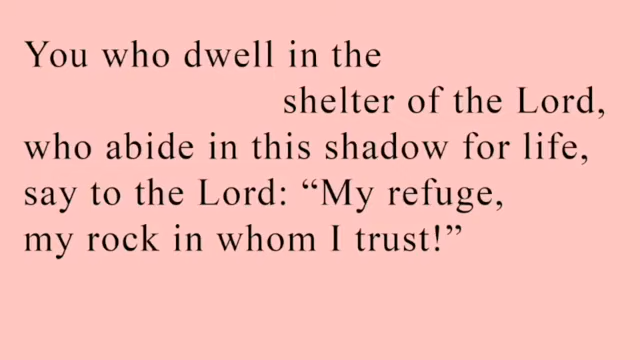 You who dwell in the
shelter of the Lord,
who abide in this shadow for life,
say to the Lord: “My refuge,
my rock in whom I trust!”